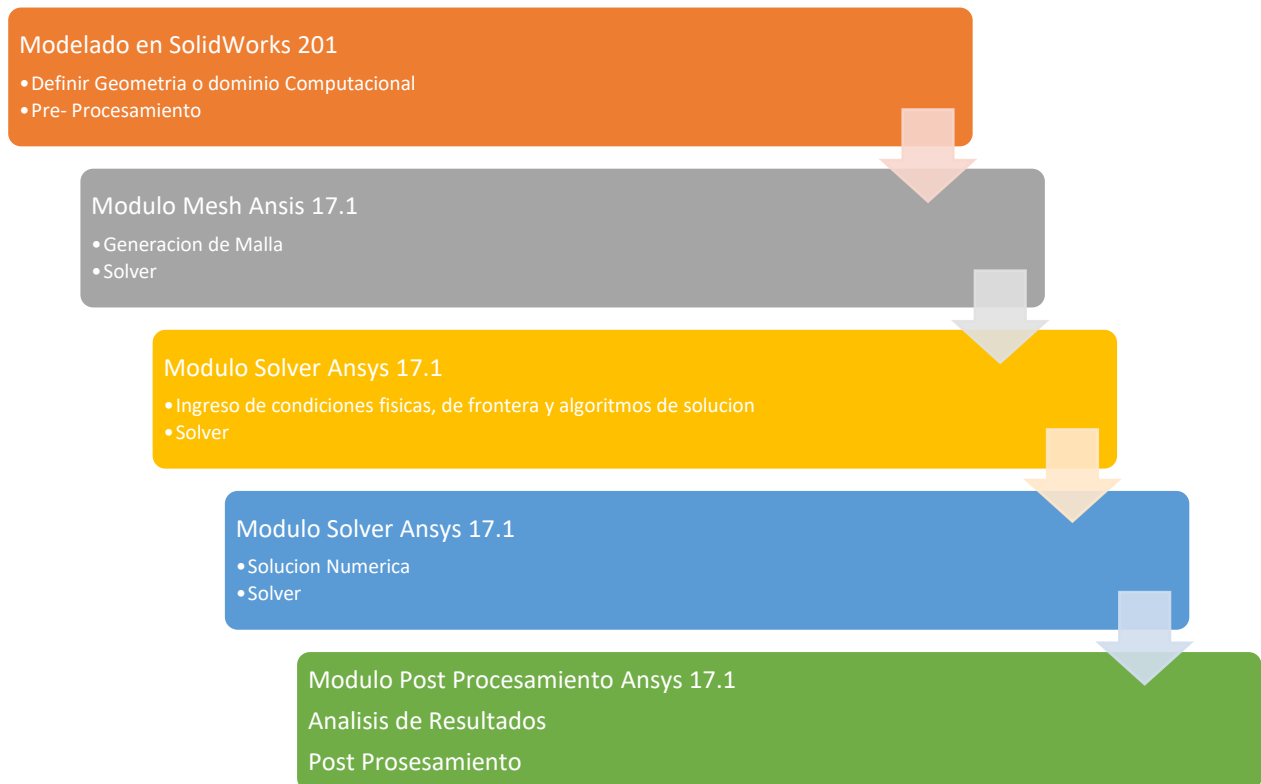 Modelado en SolidWorks 201
•Definir Geometria o dominio Computacional
•Pre- Procesamiento
Modulo Mesh Ansis 17.1
•Generacion de Malla
•Solver
Modulo Solver Ansys 17.1
•Ingreso de condiciones fisicas, de frontera y algoritmos de solucion
•Solver
Modulo Solver Ansys 17.1
•Solucion Numerica
•Solver
Modulo Post Procesamiento Ansys 17.1
Analisis de Resultados
Post Prosesamiento